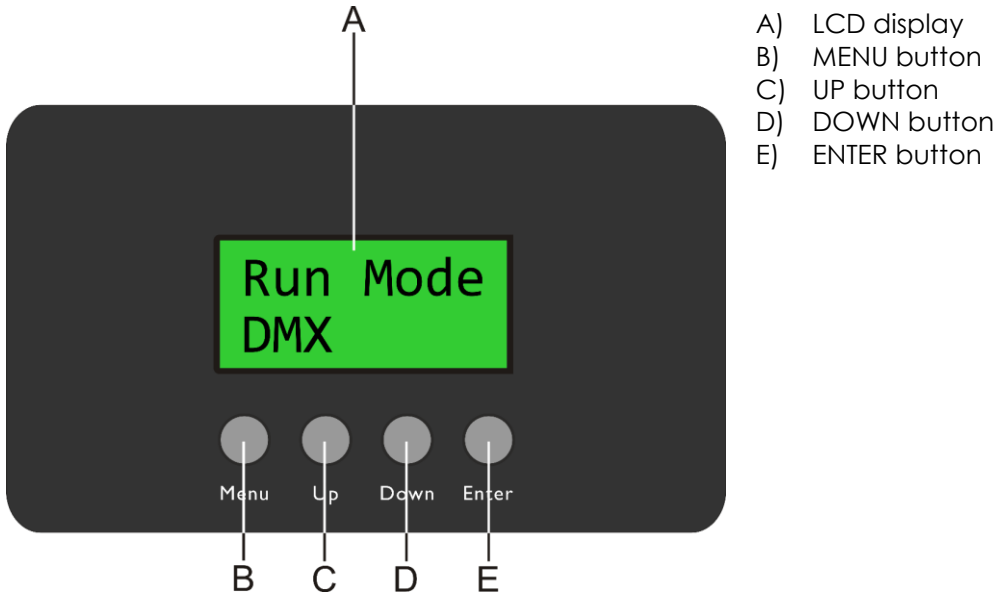 A
A) LCD display
B) MENU button
C) UP button
D) DOWN button
E) ENTER button
Run Mode
DMX
Menu Up Down Enter
B C D E